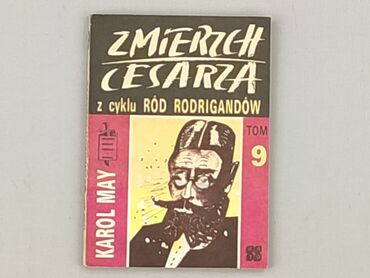 ZMIERZCH
CESARZA
z cyklu RÓD RODRIGANDÓW
TOM
9
KAROL MAY